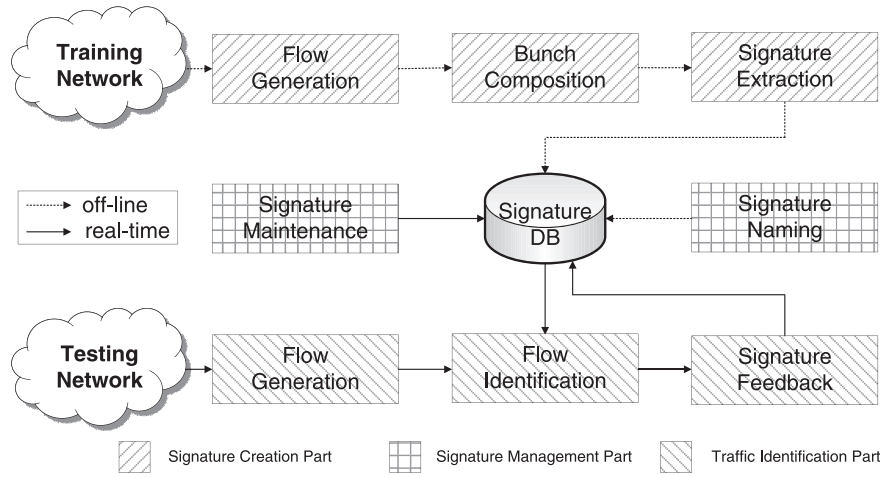 Training
Network
Flow
Generation
Bunch
Composition
Signature
Extraction
off-line
real-time
Signature
Maintenance
Signature
DB
Signature
Naming
Testing
Network
Flow
Generation
Flow
Identification
Signature
Feedback
Signature Creation Part
Signature Management Part
Traffic Identification Part